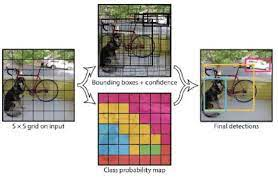 Bounding boxes + confidence
S × S grid on input
Final detections
Class probability map